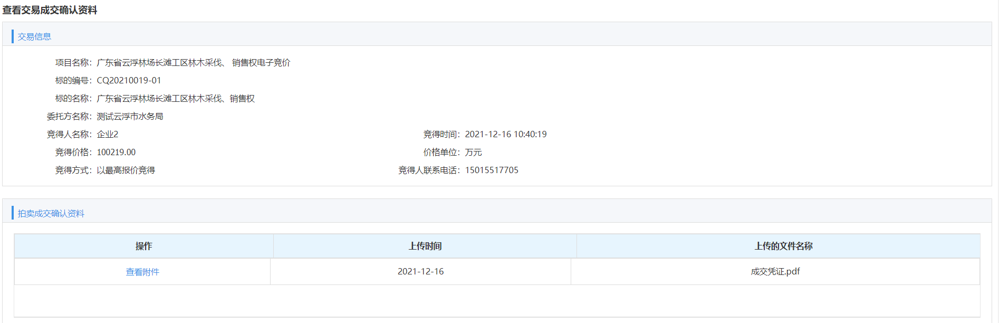 查看交易成交确认资料
交易信息
项目名称：广东省云浮林场长滩工区林木采伐、 销售权电子竞价
标的编号：CQ20210019-01
标的名称：广东省云浮林场长滩工区林木采伐、销售权
委托方名称：测试云浮市水务局
竞得人名称：企业2 竞得时间：2021-12-16 10:40:19
竞得价格：100219.00 价格单位：万元
竞得方式：以最高报价竞得 竞得人联系电话：15015517705
拍卖成交确认资料
操作 上传时间 上传的文件名称
查看附件 2021-12-16 成交凭证.pdf